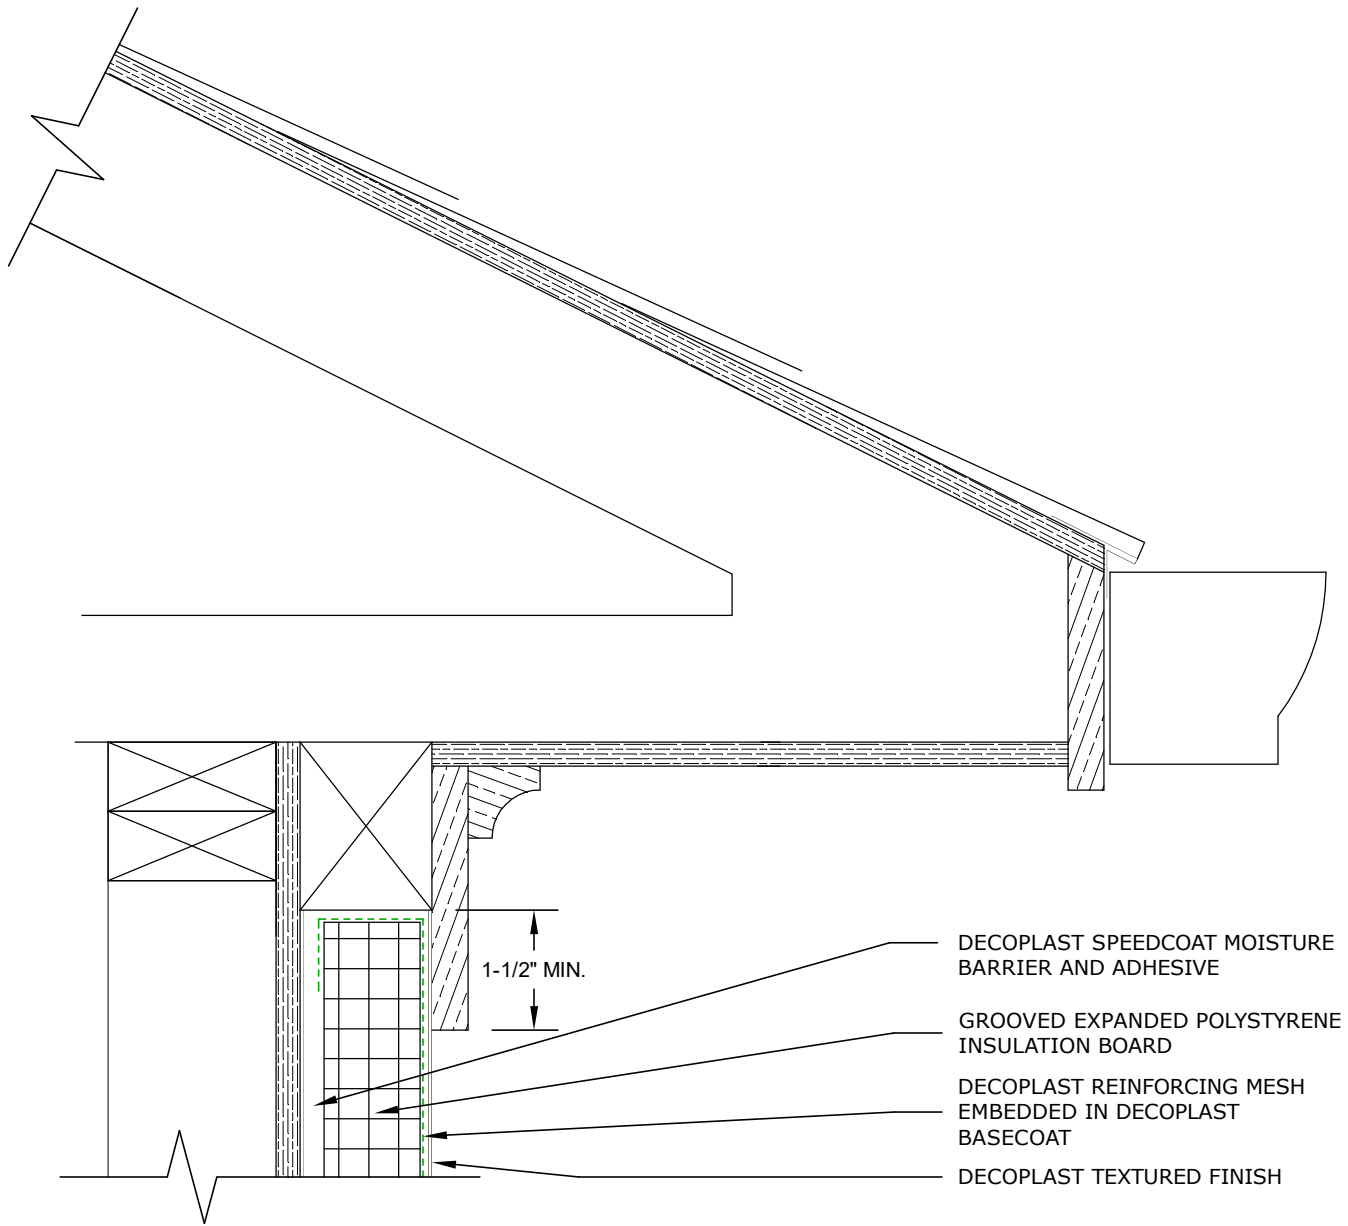 DECOPLAST SPEEDCOAT MOISTURE
BARRIER AND ADHESIVE
1-1/2" MIN.
GROOVED EXPANDED POLYSTYRENE
INSULATION BOARD
DECOPLAST REINFORCING MESH
EMBEDDED IN DECOPLAST
BASECOAT
DECOPLAST TEXTURED FINISH